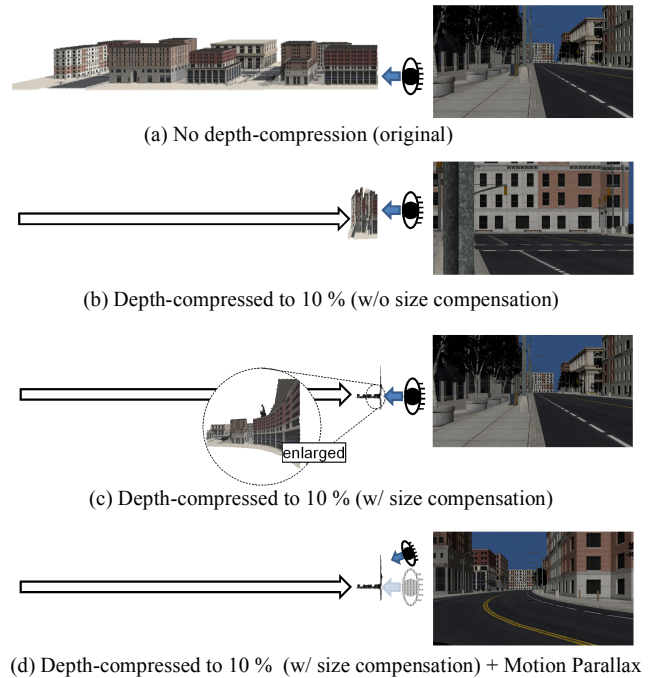 (a) No depth-compression (original)
(b) Depth-compressed to 10 % (w/o size compensation)
enlarged
(c) Depth-compressed to 10 % (w/ size compensation)
(d) Depth-compressed to 10 % (w/ size compensation) + Motion Parallax